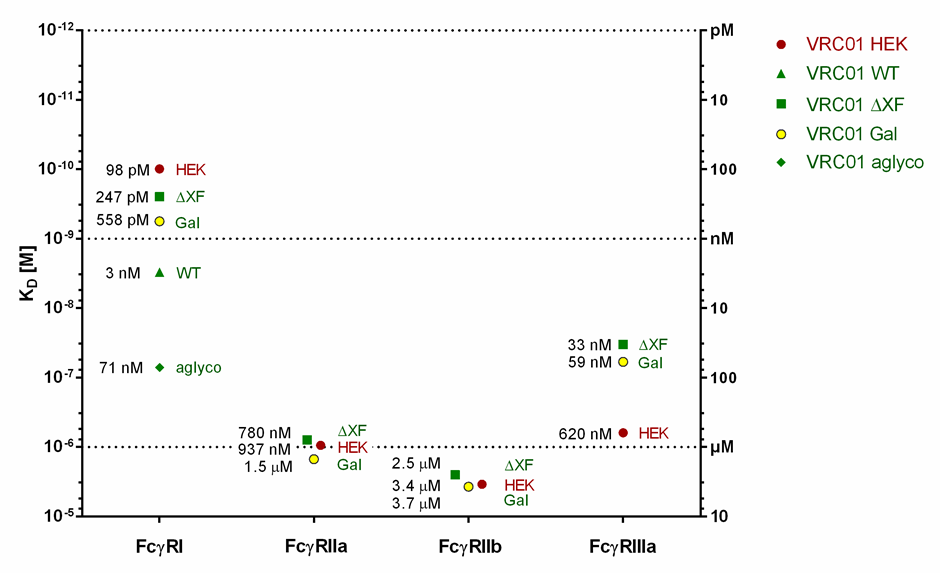 10-12
10-11
10-10
10-9
10-8
10-7
10-6
10-5
KD [M]
98 pM HEK
247 pM ΔXF
558 pM Gal
3 nM WT
71 nM aglyco
780 nM ΔXF
937 nM HEK
1.5 μM Gal
2.5 μM ΔXF
3.4 μM HEK
3.7 μM Gal
33 nM ΔXF
59 nM Gal
620 nM HEK
pM
10
100
nM
10
100
μM
10
FcγRI FcγRIIa FcγRIIb FcγRIIIa
VRC01 HEK
VRC01 WT
VRC01 ΔXF
VRC01 Gal
VRC01 aglyco